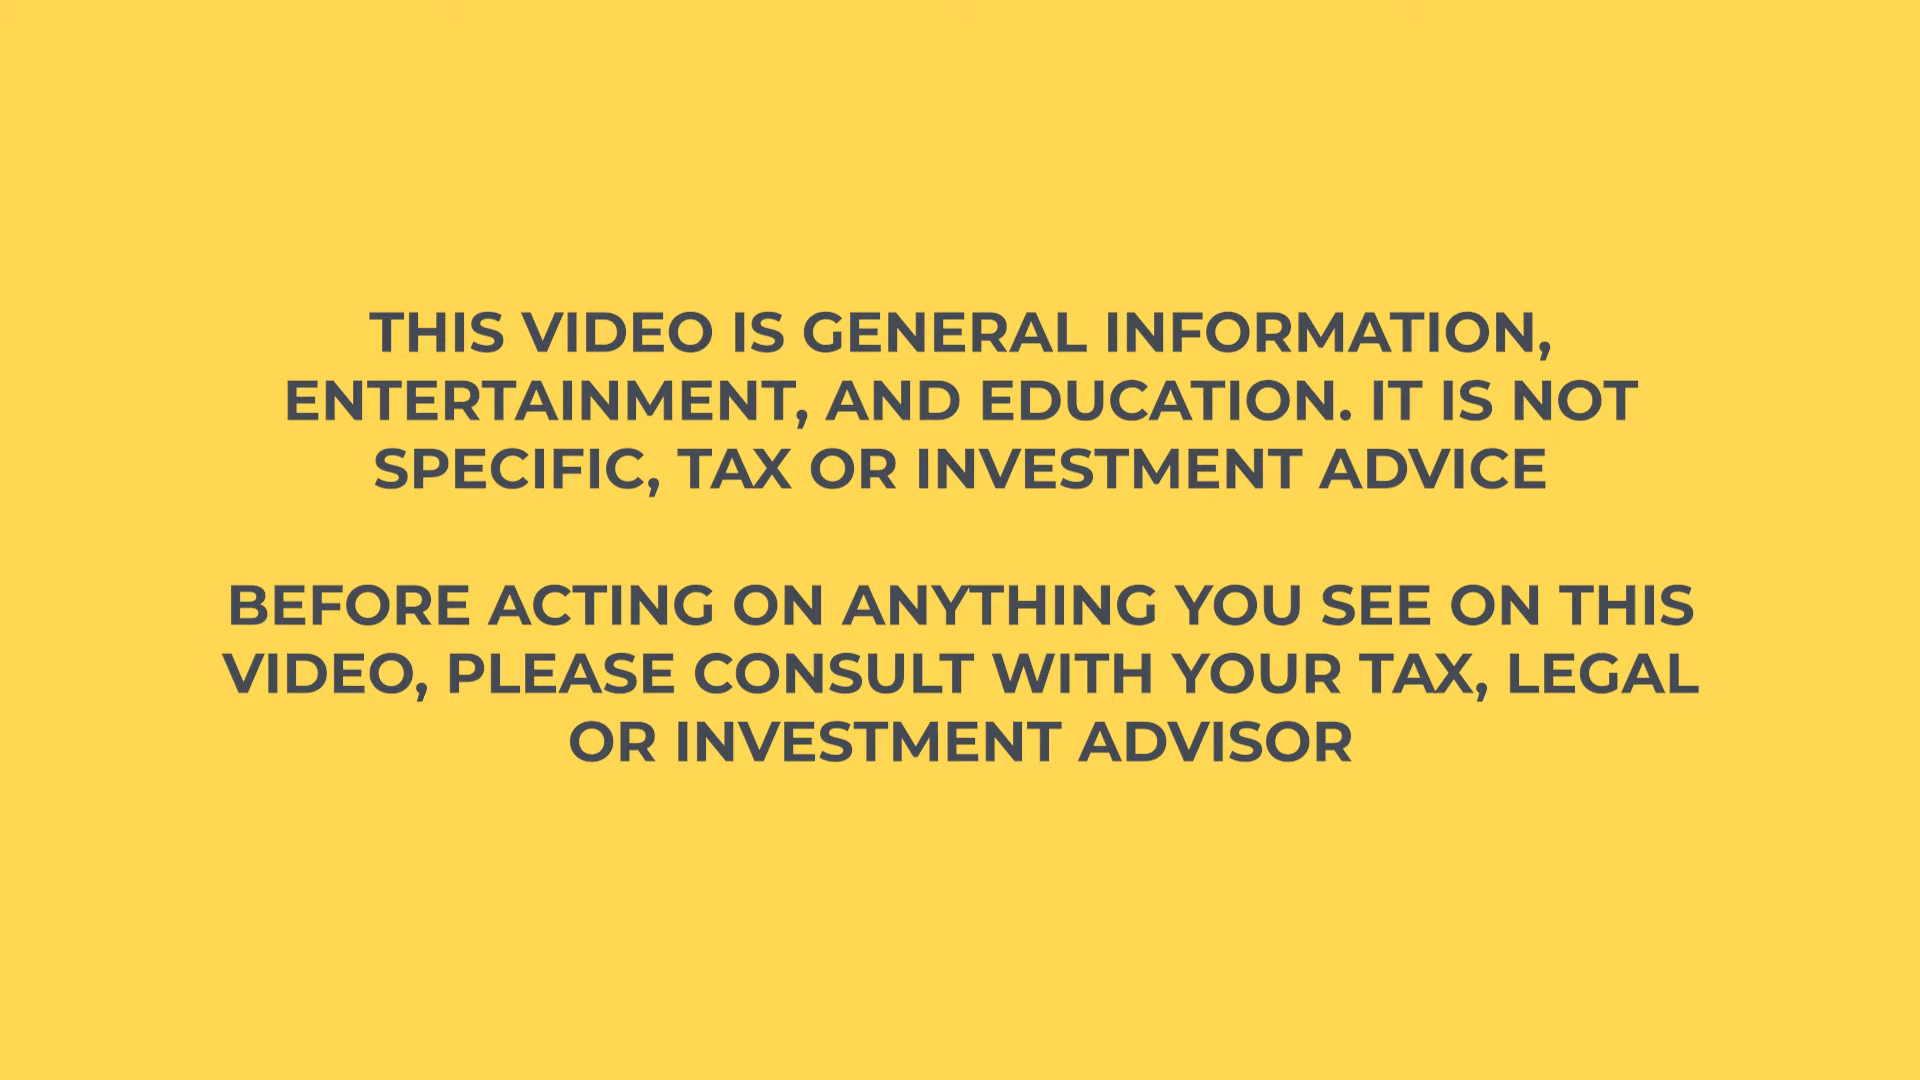 THIS VIDEO IS GENERAL INFORMATION,
ENTERTAINMENT, AND EDUCATION. IT IS NOT
SPECIFIC, TAX OR INVESTMENT ADVICE
BEFORE ACTING ON ANYTHING YOU SEE ON THIS
VIDEO, PLEASE CONSULT WITH YOUR TAX, LEGAL
OR INVESTMENT ADVISOR